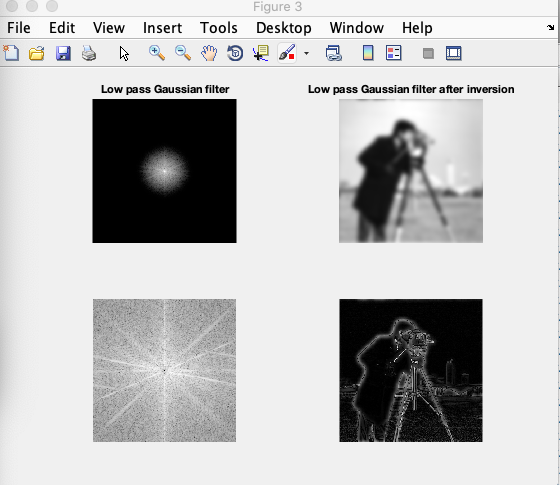 Figure 3
File Edit View Insert Tools Desktop Window Help
Low pass Gaussian filter
Low pass Gaussian filter after inversion